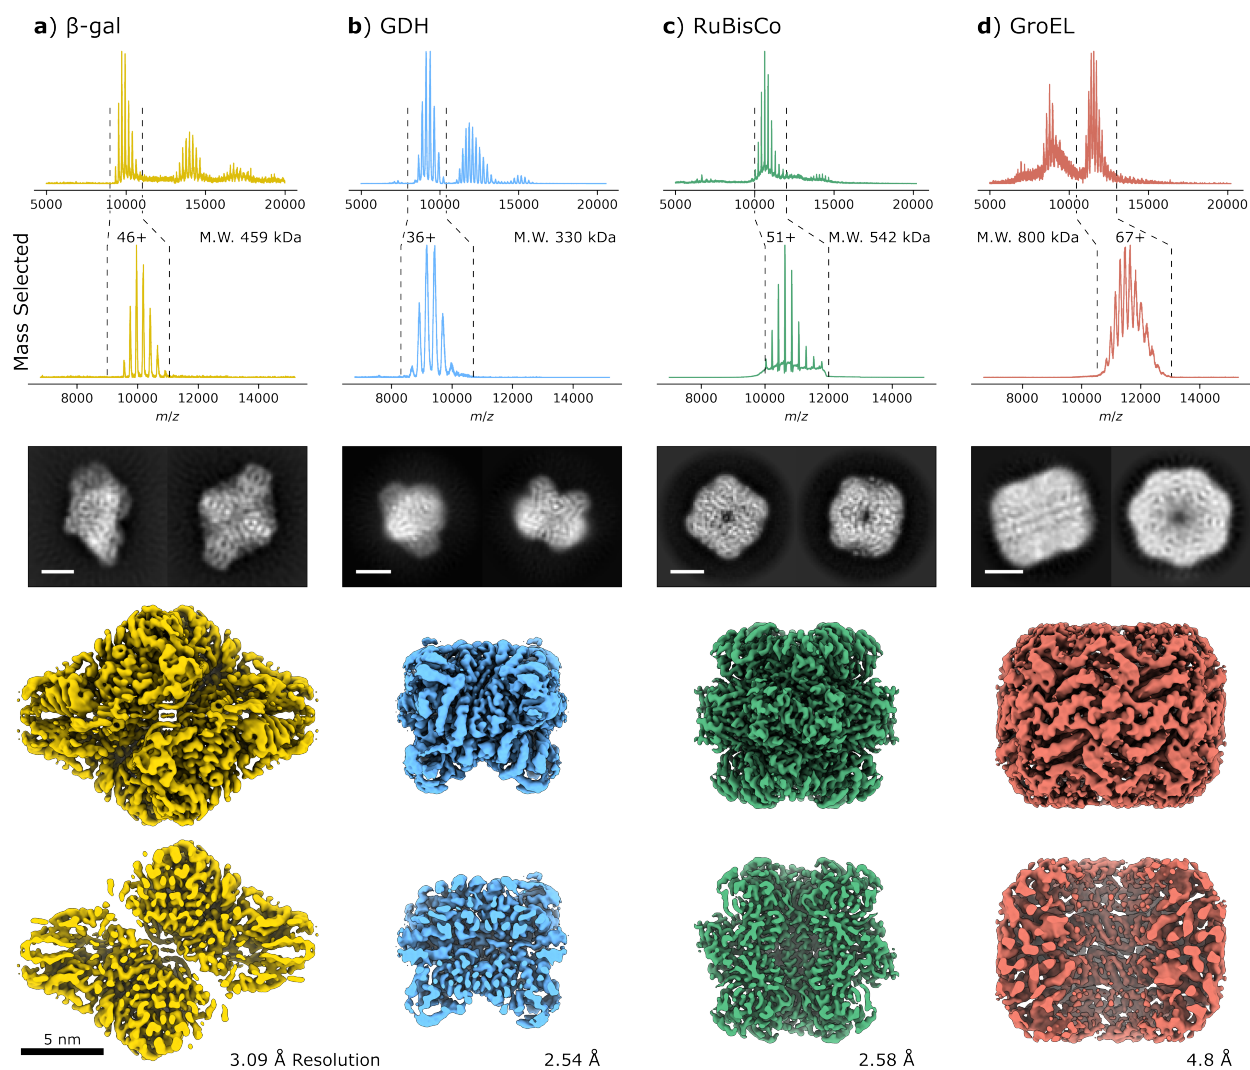 a) β-gal
b) GDH
c) RuBisCo
d) GroEL
5000 10000 15000 20000
5000 10000 15000 20000
5000 10000 15000 20000
5000 10000 15000 20000
Mass Selected
46+ M.W. 459 kDa
36+ M.W. 330 kDa
51+ M.W. 542 kDa
M.W. 800 kDa 67+
8000 10000 12000 14000
m/z
8000 10000 12000 14000
m/z
8000 10000 12000 14000
m/z
8000 10000 12000 14000
m/z
5 nm
3.09 Å Resolution
2.54 Å
2.58 Å
4.8 Å